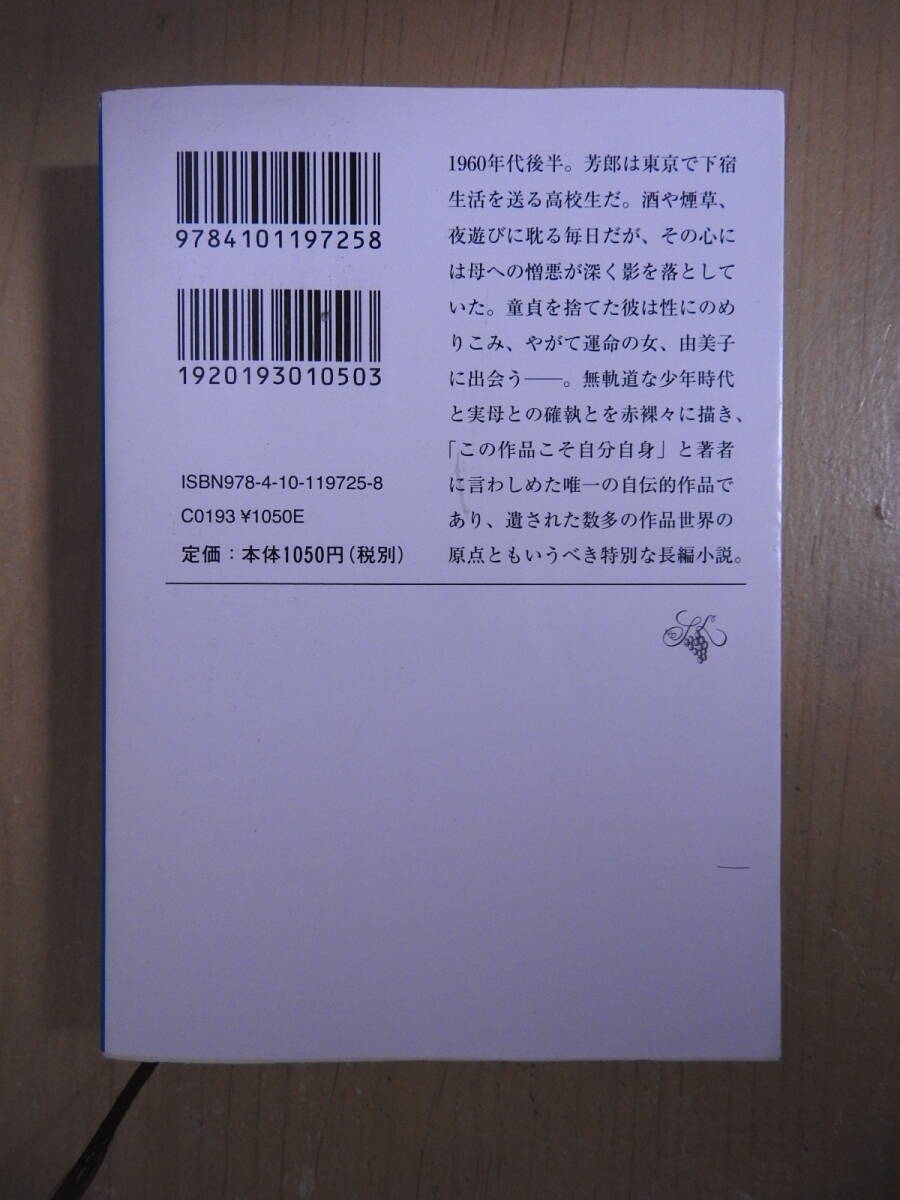 9784101197258
1920193010503
ISBN978-4-10-119725-8
C0193 ¥1050E
定価：本体1050円（税別）
1960年代後半。芳郎は東京で下宿
生活を送る高校生だ。酒や煙草、
夜遊びに耽る毎日だが、その心に
は母への憎悪が深く影を落として
いた。童貞を捨てた彼は性にのめ
りこみ、やがて運命の女、由美子
に出会う――。無軌道な少年時代
と実母との確執とを赤裸々に描き、
「この作品こそ自分自身」と著者
に言わしめた唯一の自伝的作品で
あり、遺された数多の作品世界の
原点ともいうべき特別な長編小説。